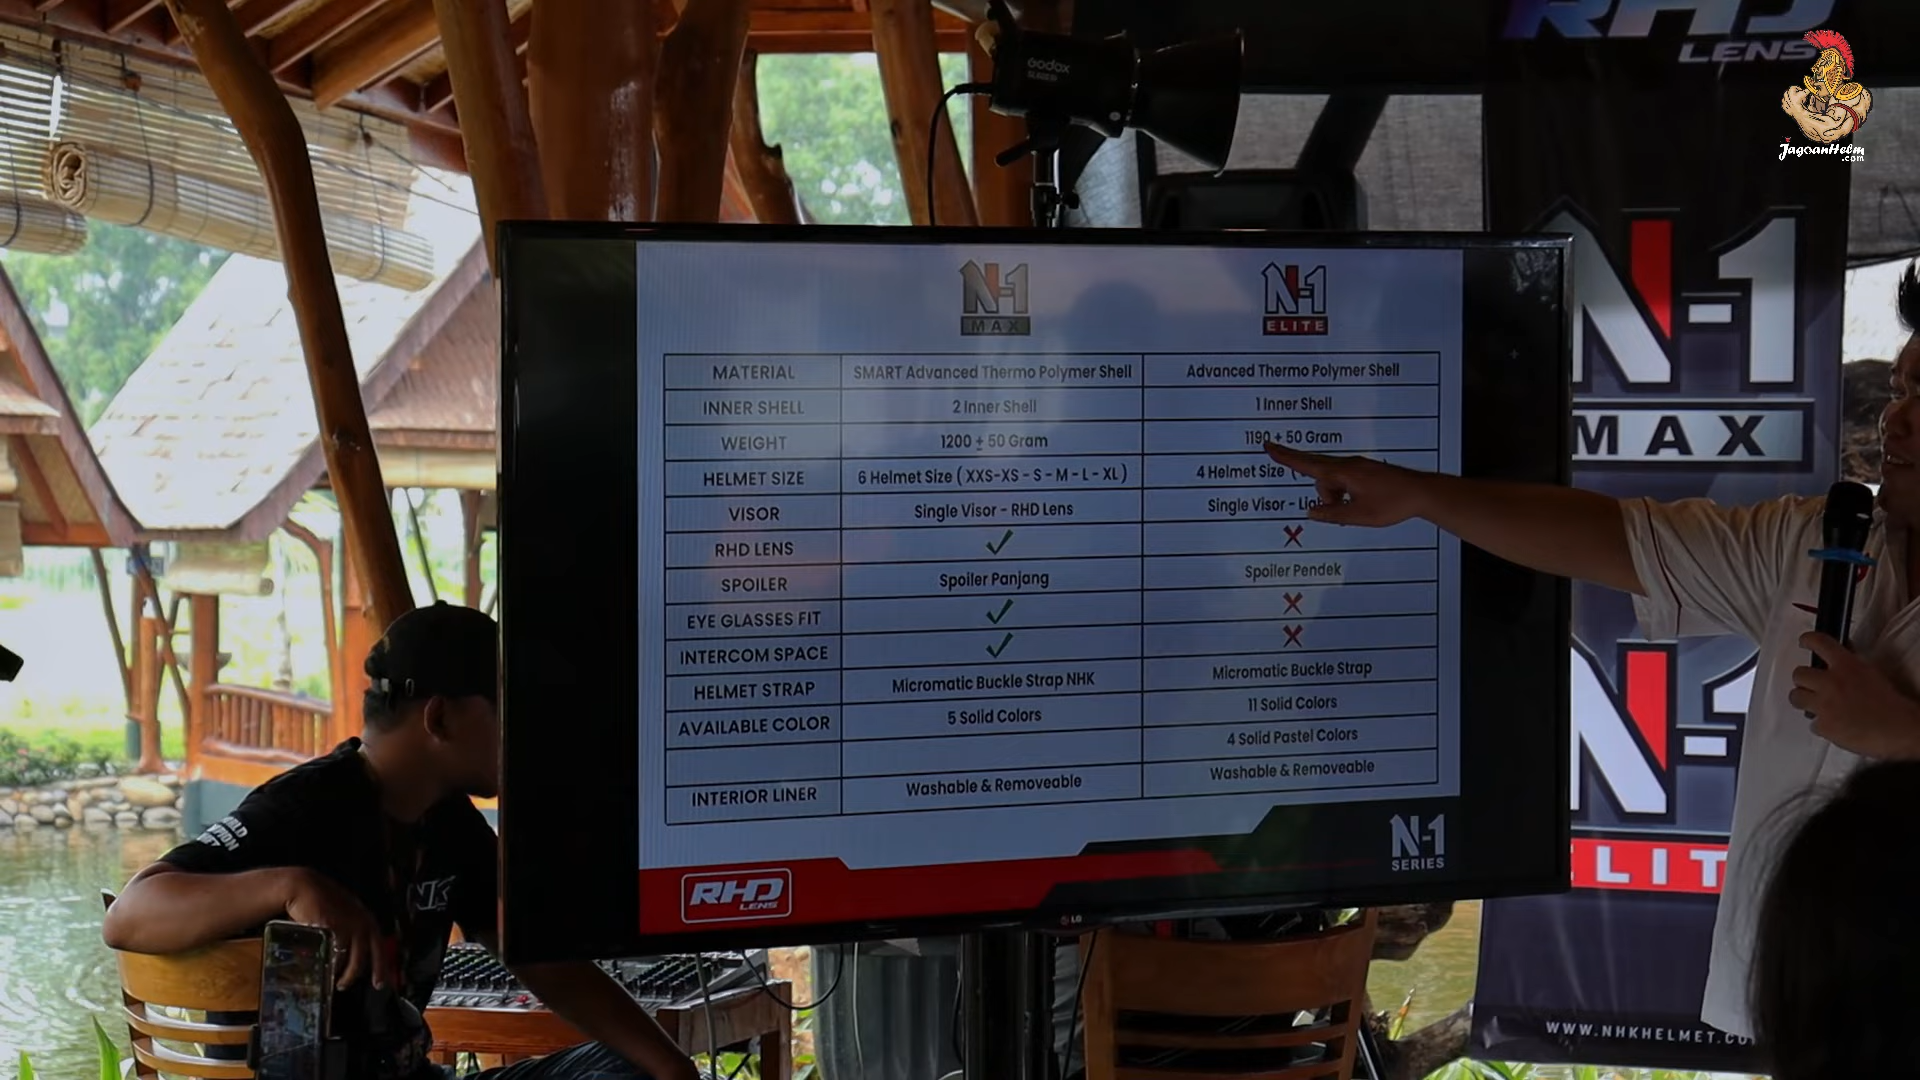 RHD
LENS
JagoanHelm
.com
Godox
N-1
MAX
N-1
ELITE
MATERIAL SMART Advanced Thermo Polymer Shell Advanced Thermo Polymer Shell
INNER SHELL 2 Inner Shell 1 Inner Shell
WEIGHT 1200 ± 50 Gram 1190 ± 50 Gram
HELMET SIZE 6 Helmet Size ( XXS-XS - S - M - L - XL ) 4 Helmet Size (
VISOR Single Visor - RHD Lens Single Visor -
RHD LENS ✓ ✗
SPOILER Spoiler Panjang Spoiler Pendek
EYE GLASSES FIT ✓ ✗
INTERCOM SPACE ✓ ✗
HELMET STRAP Micromatic Buckle Strap NHK Micromatic Buckle Strap
AVAILABLE COLOR 5 Solid Colors 11 Solid Colors
4 Solid Pastel Colors
INTERIOR LINER Washable & Removeable Washable & Removeable
RHD
LENS
N-1
SERIES
LG
N-1
MAX
N-1
ELIT
WWW.NHKHELMET.CO